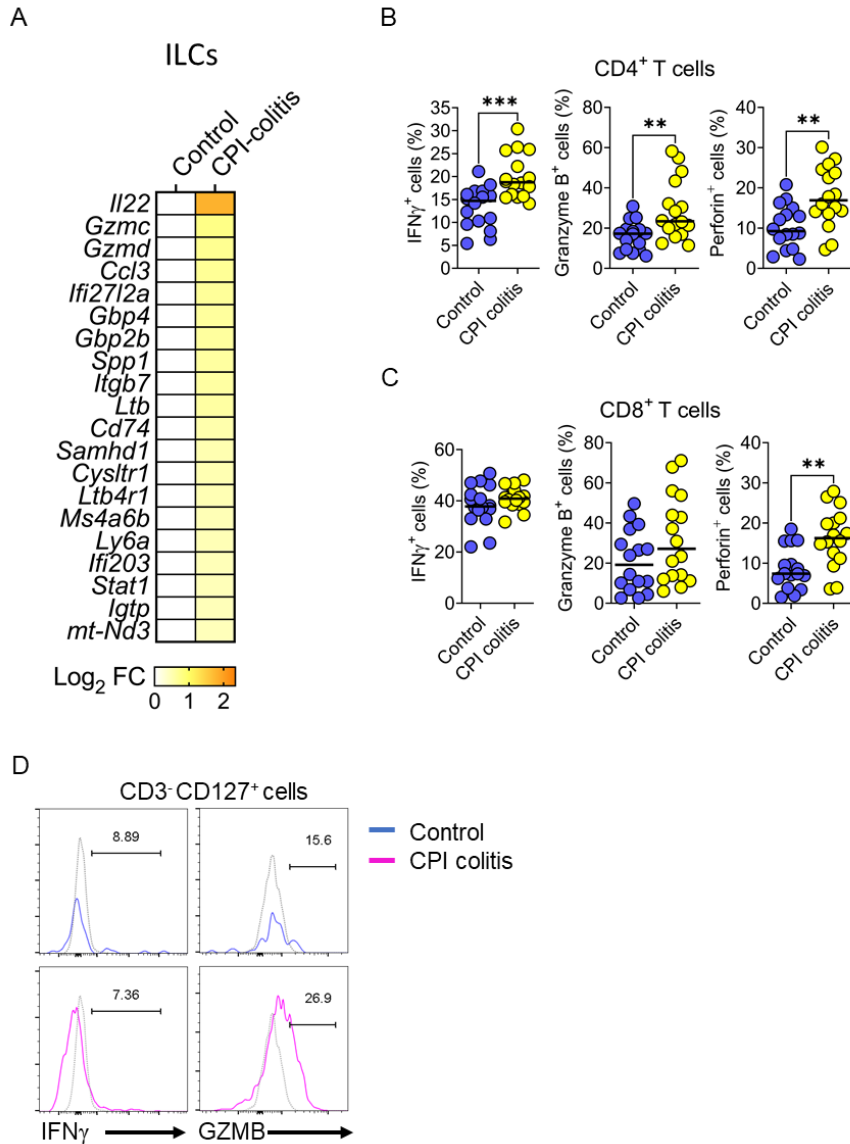 A
ILCs
Control
CPI-colitis
Il22
Gzmc
Gzmd
Ccl3
Ifi27l2a
Gbp4
Gbp2b
Spp1
Itgb7
Ltb
Cd74
Samhd1
Cysltr1
Ltb4r1
Ms4a6b
Ly6a
Ifi203
Stat1
Igtp
mt-Nd3
Log₂ FC
0 1 2
B
CD4⁺ T cells
IFNγ⁺ cells (%)
35
30
25
20
15
10
5
0
***
Control
CPI colitis
Granzyme B⁺ cells (%)
80
60
40
20
0
**
Control
CPI colitis
Perforin⁺ cells (%)
40
30
20
10
0
**
Control
CPI colitis
C
CD8⁺ T cells
IFNγ⁺ cells (%)
60
40
20
0
Control
CPI colitis
Granzyme B⁺ cells (%)
80
60
40
20
0
Control
CPI colitis
Perforin⁺ cells (%)
40
30
20
10
0
**
Control
CPI colitis
D
CD3⁻CD127⁺ cells
8.89
15.6
7.36
26.9
IFNγ
GZMB
Control
CPI colitis